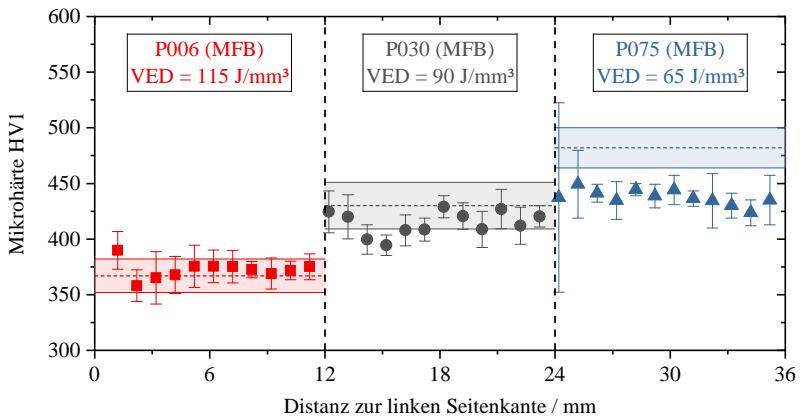 600
550
500
450
400
350
300
Mikrohärte HV1
P006 (MFB)
VED = 115 J/mm³
P030 (MFB)
VED = 90 J/mm³
P075 (MFB)
VED = 65 J/mm³
0
6
12
18
24
30
36
Distanz zur linken Seitenkante / mm